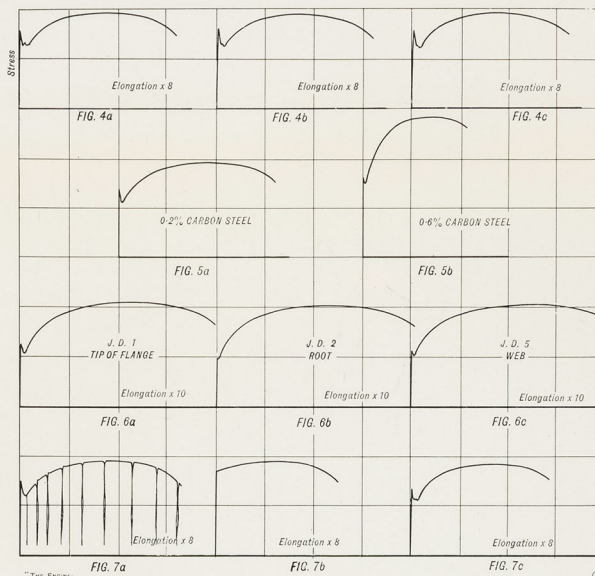 Stress
Elongation x 8
Elongation x 8
Elongation x 8
FIG. 4a
FIG. 4b
FIG. 4c
0·2% CARBON STEEL
0·6% CARBON STEEL
FIG. 5a
FIG. 5b
J. D. 1
TIP OF FLANGE
J. D. 2
ROOT
J. D. 5
WEB
Elongation x 10
Elongation x 10
Elongation x 10
FIG. 6a
FIG. 6b
FIG. 6c
Elongation x 8
Elongation x 8
Elongation x 8
FIG. 7a
FIG. 7b
FIG. 7c
"THE